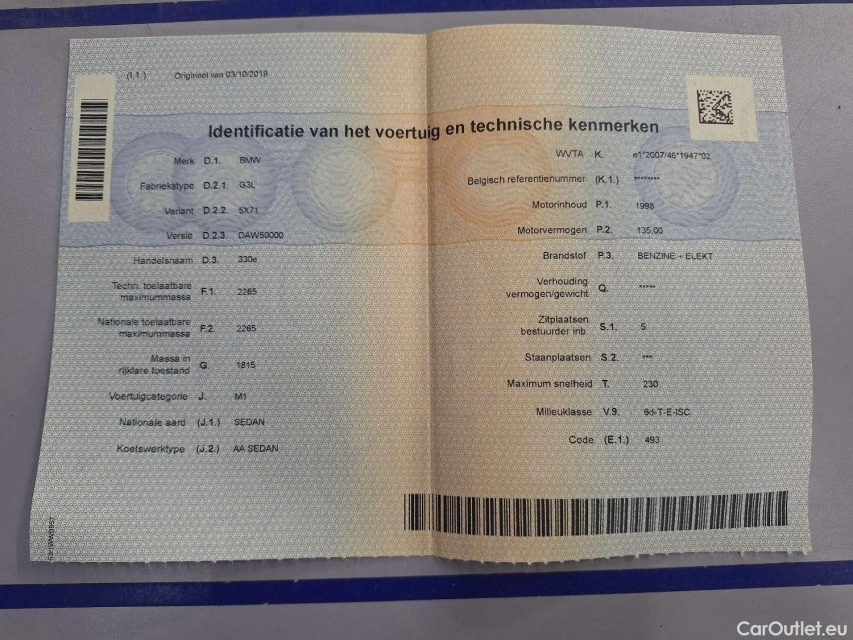 (I.1.) Origineel van 03/10/2019
Identificatie van het voertuig en technische kenmerken
Merk D.1. BMW
Fabriekstype D.2.1. G3L
Variant D.2.2. 5X71
Versie D.2.3. DAW50000
Handelsnaam D.3. 330e
Techn. toelaatbare
maximummassa F.1. 2265
Nationale toelaatbare
maximummassa F.2. 2265
Massa in
rijklare toestand G. 1815
Voertuigcategorie J. M1
Nationale aard (J.1.) SEDAN
Koetswerktype (J.2.) AA SEDAN
WVTA K. e1*2007/46*1947*02
Belgisch referentienummer (K.1.) ********
Motorinhoud P.1. 1998
Motorvermogen P.2. 135,00
Brandstof P.3. BENZINE - ELEKT
Verhouding
vermogen/gewicht Q. *****
Zitplaatsen
bestuurder inb. S.1. 5
Staanplaatsen S.2. ***
Maximum snelheid T. 230
Milieuklasse V.9. 6d-T-E-ISC
Code (E.1.) 493
CarOutlet.eu